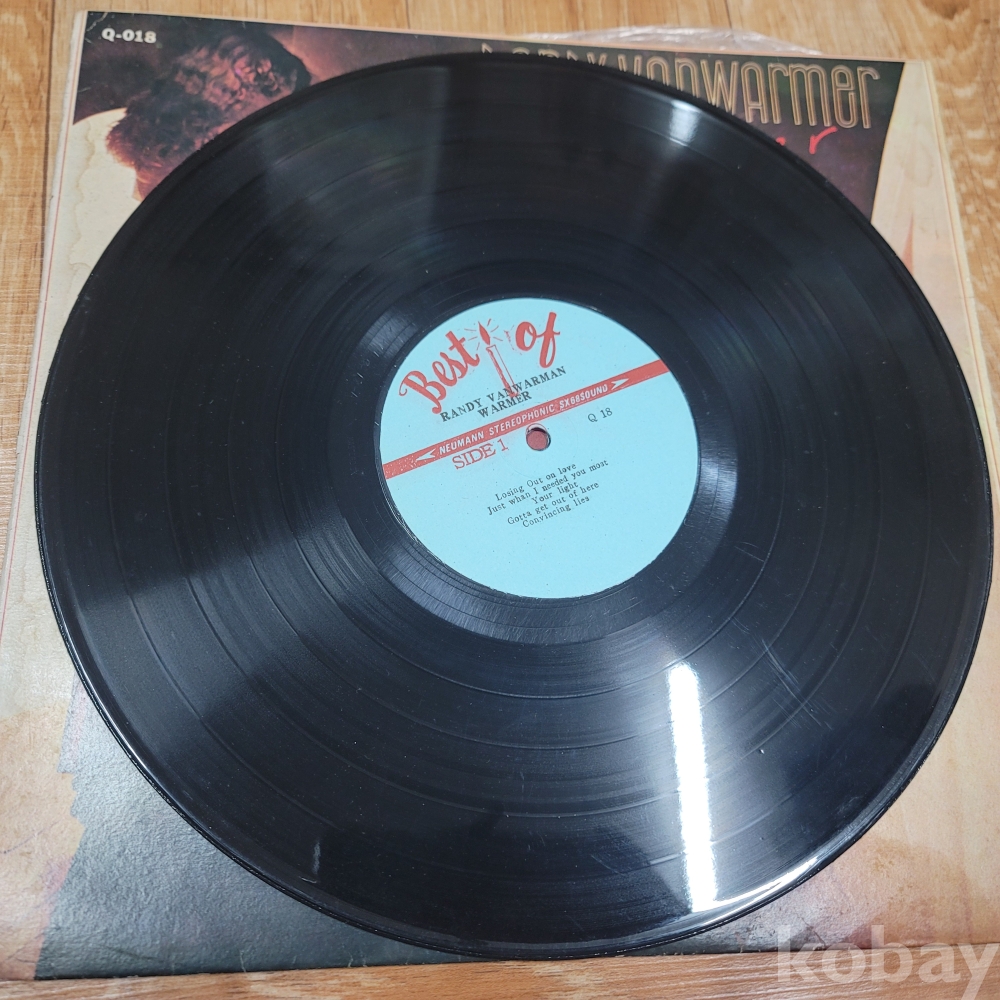 Q-018
VANWARMER
Best of
RANDY VANWARMAN
WARMER
NEUMANN STEREOPHONIC SX68SOUND
SIDE 1
Q 18
Losing Out on love
Just whan I needed you most
Your light
Gotta get out of here
Convincing lies
kobay